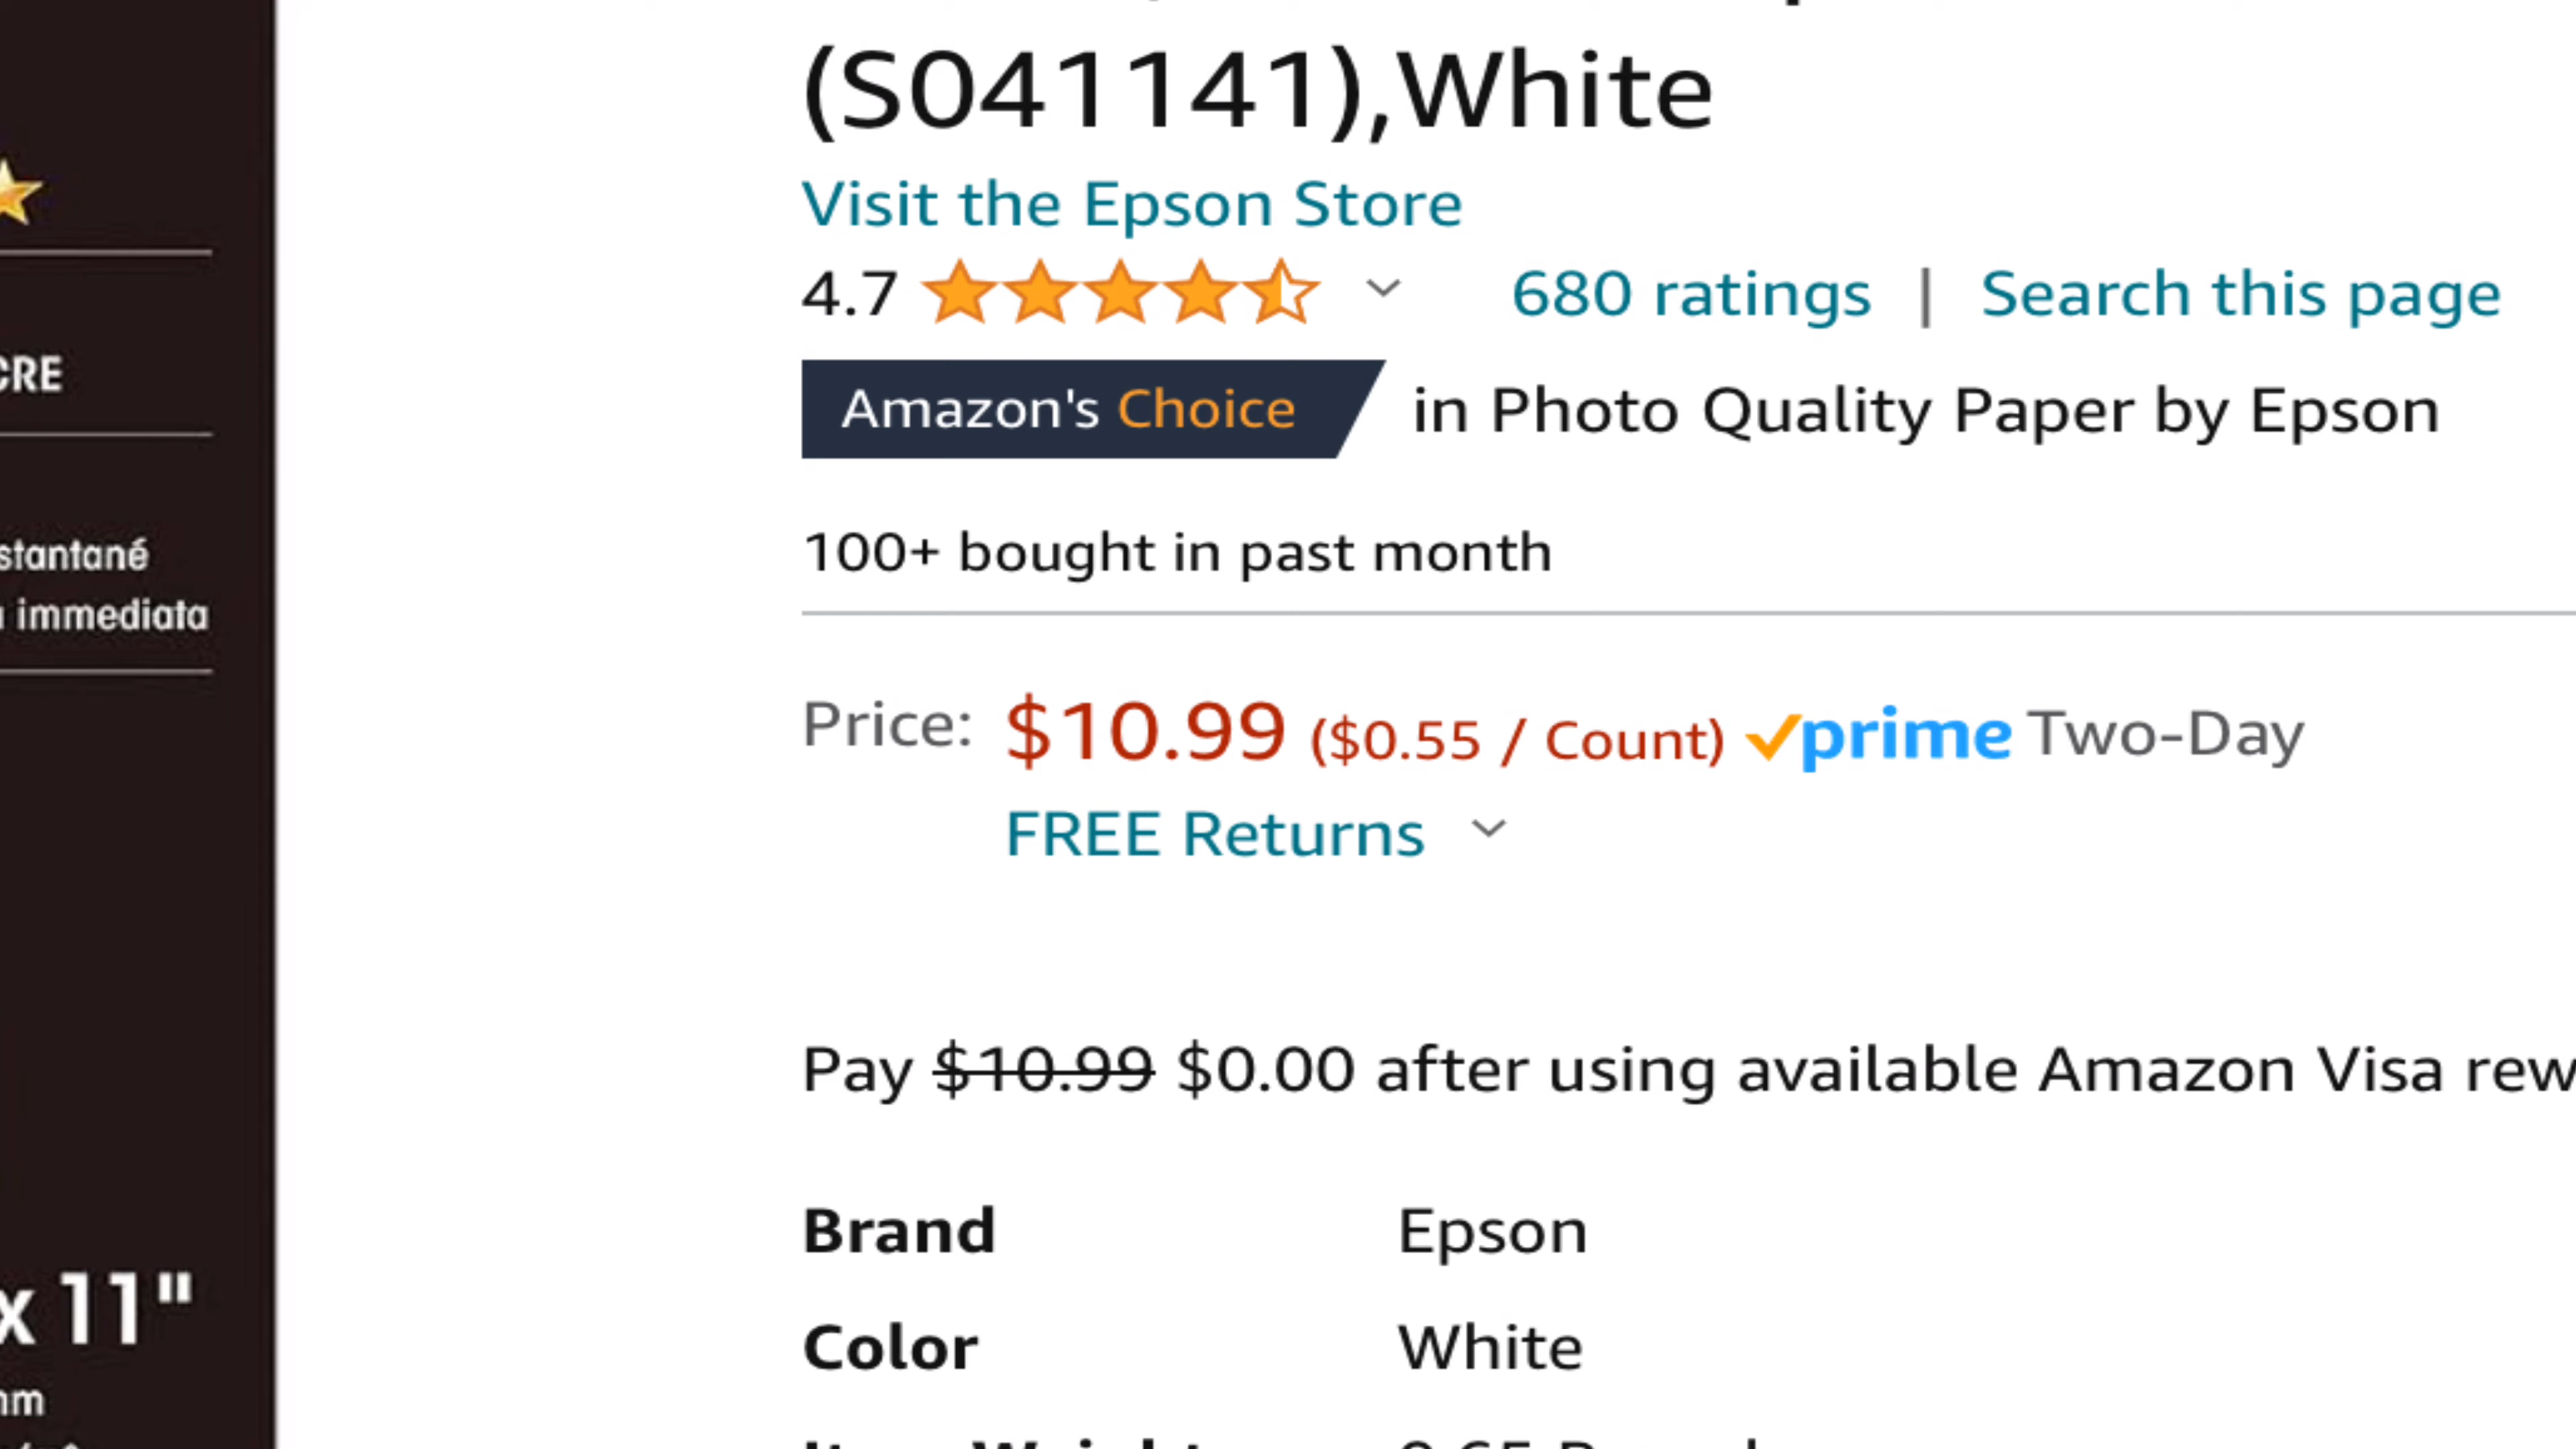 (S041141),White
Visit the Epson Store
4.7
680 ratings | Search this page
Amazon's Choice in Photo Quality Paper by Epson
100+ bought in past month
Price: $10.99 ($0.55 / Count) prime Two-Day
FREE Returns
Pay $10.99 $0.00 after using available Amazon Visa rew
Brand Epson
Color White
CRE
stantané
immediata
x 11"